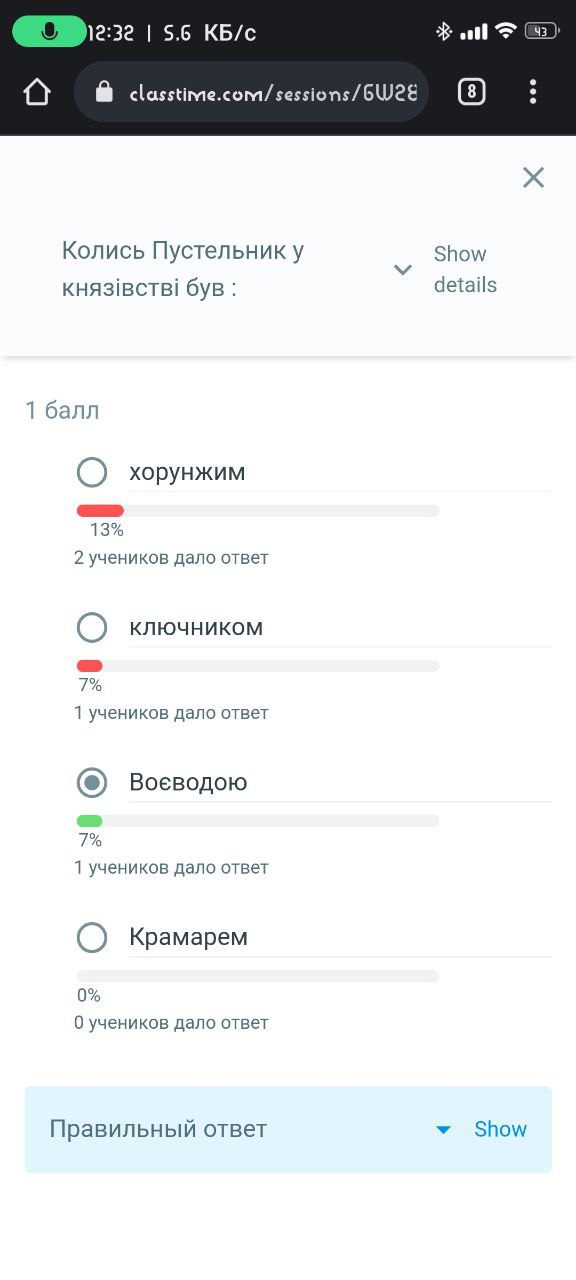 12:32 | 5.6 КБ/с
43
classtime.com/sessions/6W28
8
Колись Пустельник у
князівстві був :
Show
details
1 балл
хорунжим
13%
2 учеников дало ответ
ключником
7%
1 учеников дало ответ
Воєводою
7%
1 учеников дало ответ
Крамарем
0%
0 учеников дало ответ
Правильный ответ
Show